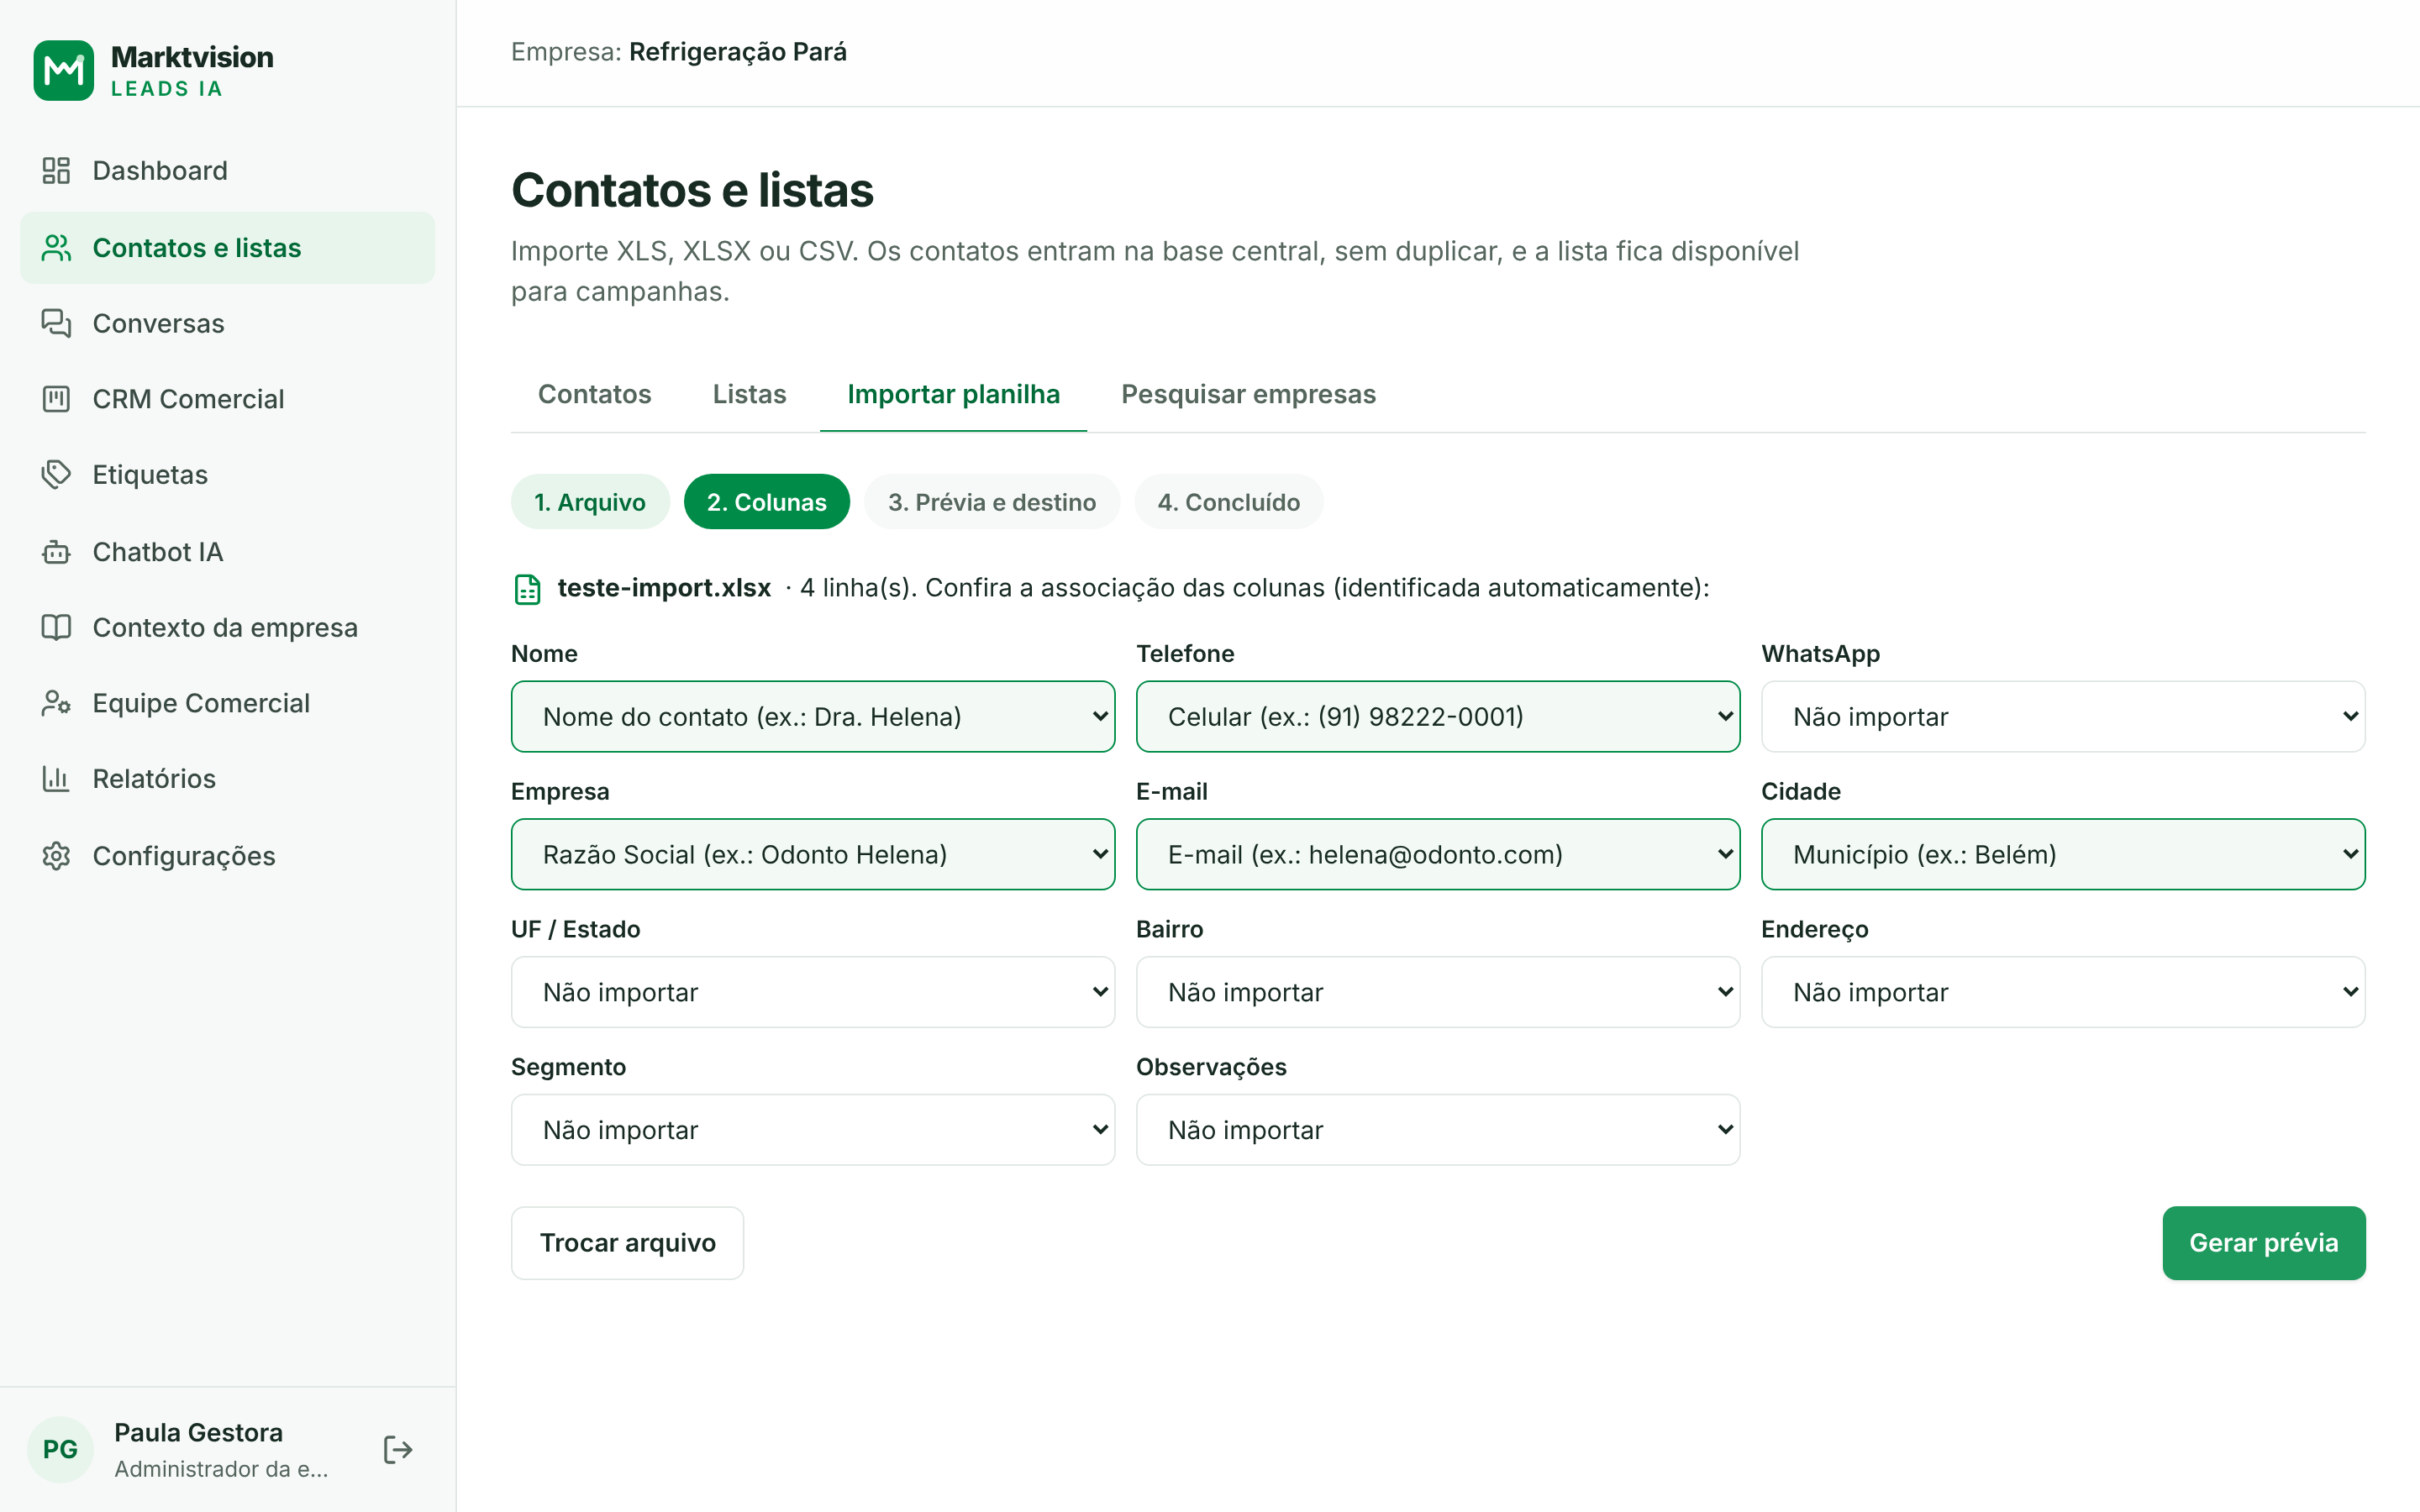 Marktvision
LEADS IA
Dashboard
Contatos e listas
Conversas
CRM Comercial
Etiquetas
Chatbot IA
Contexto da empresa
Equipe Comercial
Relatórios
Configurações
PG
Paula Gestora
Administrador da e...
Empresa: Refrigeração Pará
Contatos e listas
Importe XLS, XLSX ou CSV. Os contatos entram na base central, sem duplicar, e a lista fica disponível
para campanhas.
Contatos Listas Importar planilha Pesquisar empresas
1. Arquivo 2. Colunas 3. Prévia e destino 4. Concluído
teste-import.xlsx · 4 linha(s). Confira a associação das colunas (identificada automaticamente):
Nome Telefone WhatsApp
Nome do contato (ex.: Dra. Helena) Celular (ex.: (91) 98222-0001) Não importar
Empresa E-mail Cidade
Razão Social (ex.: Odonto Helena) E-mail (ex.: helena@odonto.com) Município (ex.: Belém)
UF / Estado Bairro Endereço
Não importar Não importar Não importar
Segmento Observações
Não importar Não importar
Trocar arquivo Gerar prévia